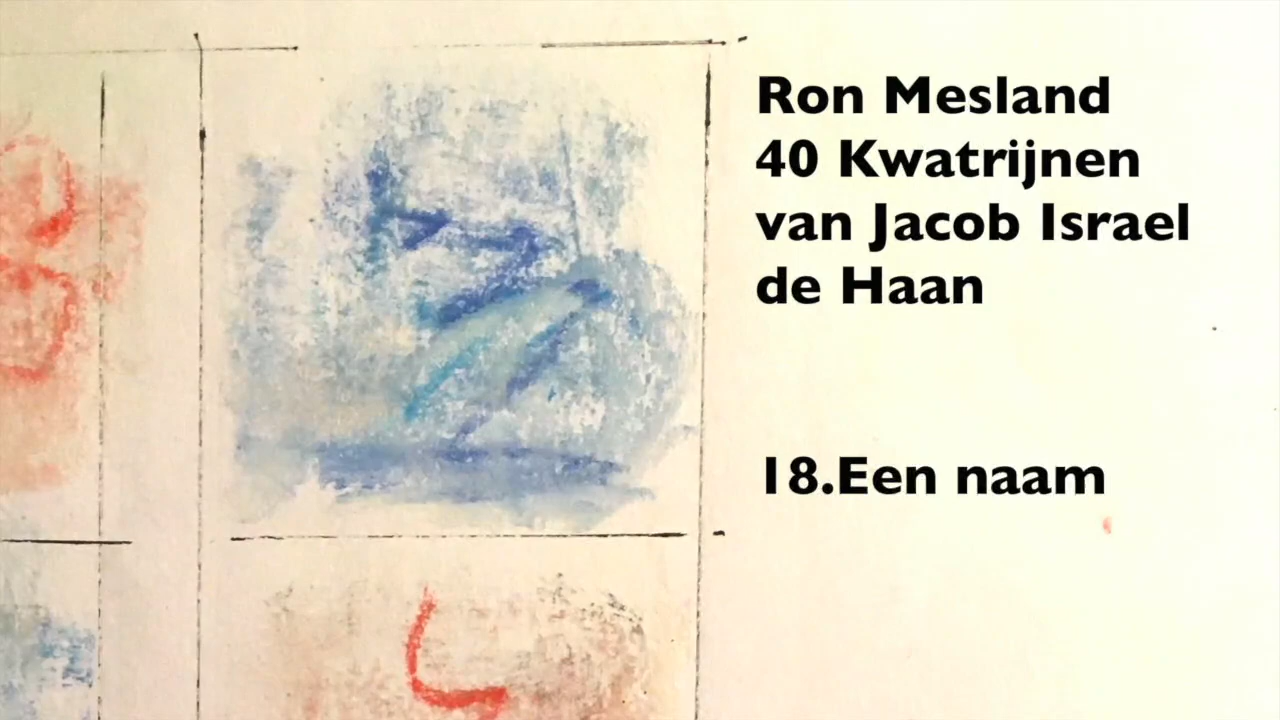 Ron Mesland
40 Kwatrijnen
van Jacob Israel
de Haan
18.Een naam